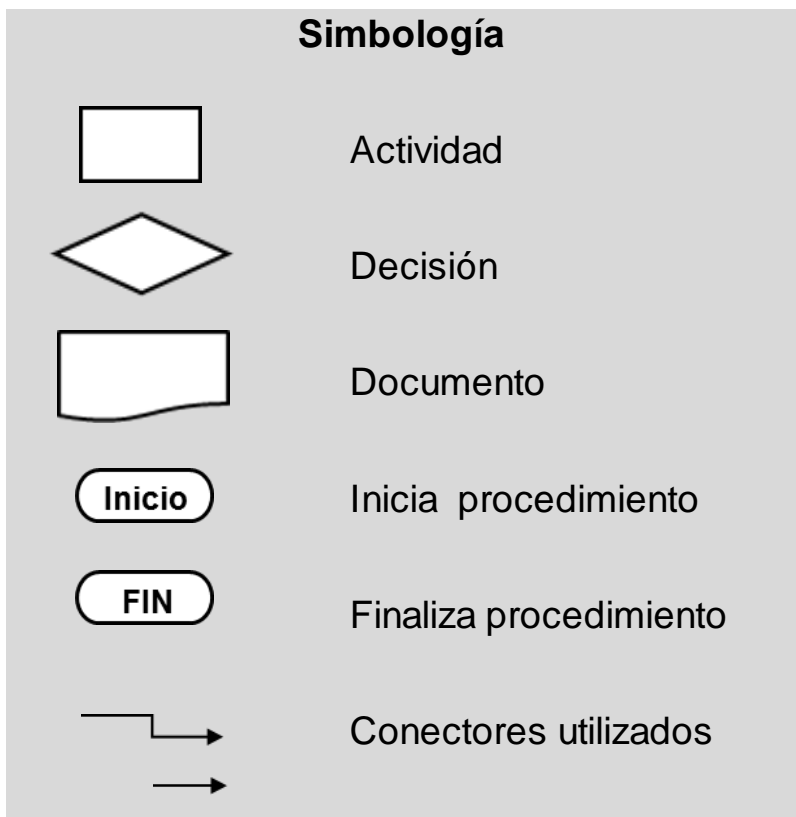 Simbología
Actividad
Decisión
Documento
Inicio Inicia procedimiento
FIN Finaliza procedimiento
Conectores utilizados